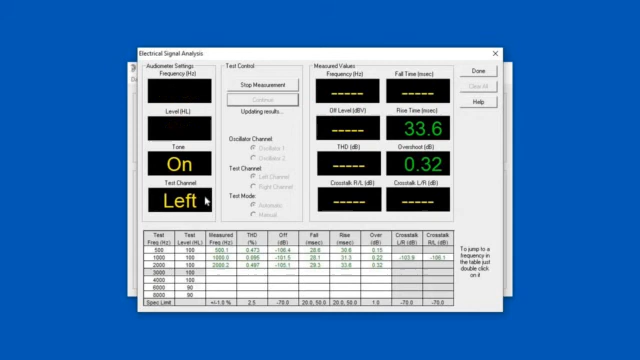 Electrical Signal Analysis
Audiometer Settings
Frequency (Hz)
Level (HL)
Tone
On
Test Channel
Left
Test Control
Stop Measurement
Continue
Updating results...
Oscillator Channel
Oscillator 1
Oscillator 2
Test Channel
Left Channel
Right Channel
Test Mode
Automatic
Manual
Measured Values
Frequency (Hz) Fall Time (msec)
----- -----
Off Level (dBV) Rise Time (msec)
----- 33.6
THD (dB) Overshoot (dB)
----- 0.32
Crosstalk R/L (dB) Crosstalk L/R (dB)
----- -----
Done
Clear All
Help
Test Freq (Hz) Test Level (HL) Measured Freq (Hz) THD (%) Off (dB) Fall (msec) Rise (msec) Over (dB) Crosstalk L/R (dB) Crosstalk R/L (dB)
500 100 500.1 0.473 -106.4 28.6 30.6 0.15
1000 100 1000.0 -101.5 28.1 31.3 0.22 -103.9 -106.1
2000 100 2000.2 0.497 -105.1 29.3 33.6 0.32
3000 100
4000 100
6000 90
8000 90
Spec Limit +/-1.0 % 2.5 -70.0 20.0, 50.0 20.0, 50.0 1.0 -70.0 -70.0
To jump to a
frequency in
the table just
double click
on it